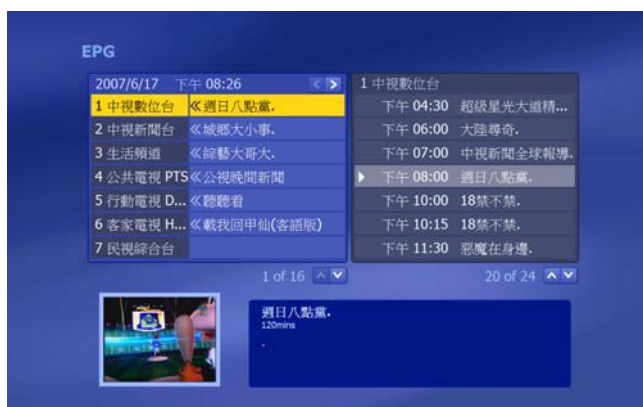 EPG
2007/6/17 下午 08:26
1 中視數位台 ≪週日八點黨.
2 中視新聞台 ≪城鄉大小事.
3 生活頻道 ≪綜藝大哥大.
4 公共電視 PTS ≪公視晚間新聞
5 行動電視 D... ≪聽聽看
6 客家電視 H... ≪載我回甲仙(客語版)
7 民視綜合台
1 of 16
1 中視數位台
下午 04:30 超級星光大道精...
下午 06:00 大陸尋奇.
下午 07:00 中視新聞全球報導.
下午 08:00 週日八點黨.
下午 10:00 18禁不禁.
下午 10:15 18禁不禁.
下午 11:30 惡魔在身邊.
20 of 24
週日八點黨.
120mins
.